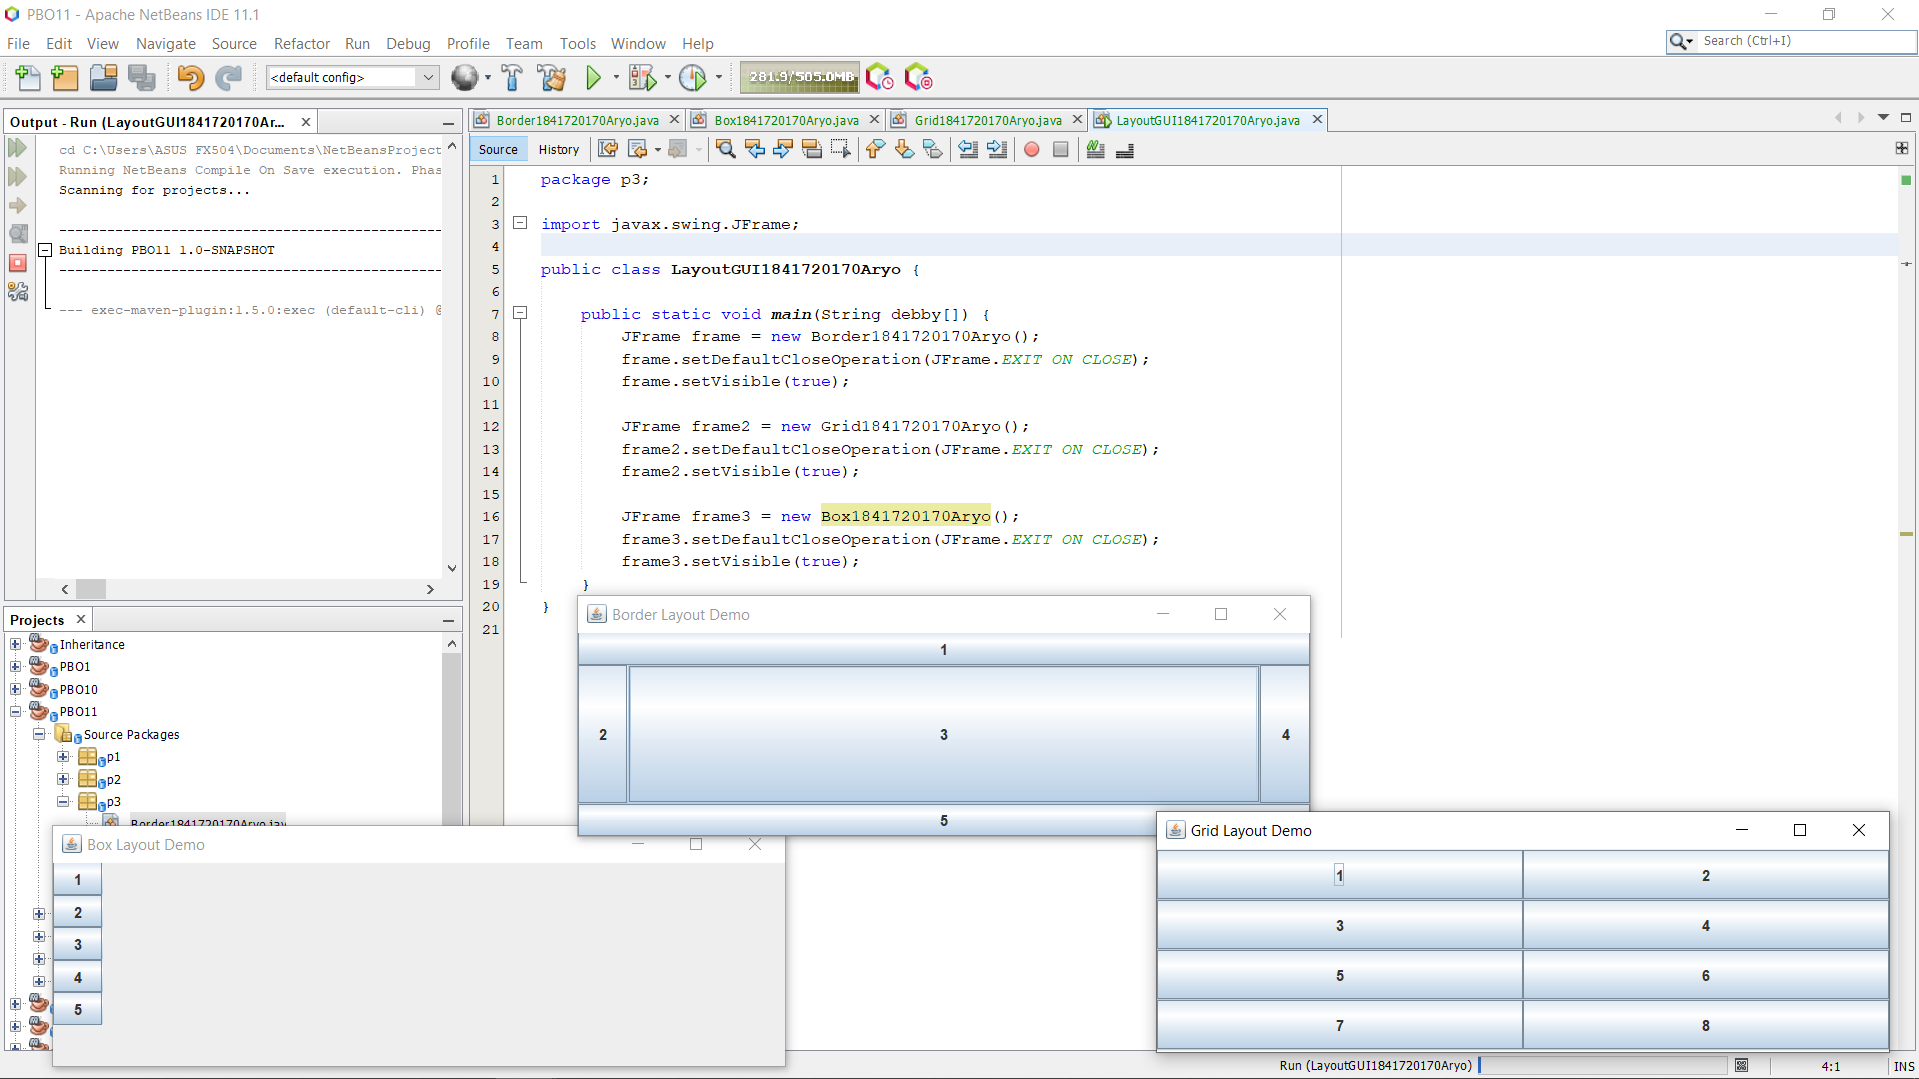 PBO11 - Apache NetBeans IDE 11.1
File Edit View Navigate Source Refactor Run Debug Profile Team Tools Window Help
Search (Ctrl+I)
<default config>
281.9/505.0MB
Output - Run (LayoutGUI1841720170Ar...
cd C:\Users\ASUS FX504\Documents\NetBeansProject
Running NetBeans Compile On Save execution. Phas
Scanning for projects...
------------------------------------------------
Building PBO11 1.0-SNAPSHOT
------------------------------------------------
--- exec-maven-plugin:1.5.0:exec (default-cli) @
Projects
Inheritance
PBO1
PBO10
PBO11
Source Packages
p1
p2
p3
Border1841720170Aryo.jav
Border1841720170Aryo.java
Box1841720170Aryo.java
Grid1841720170Aryo.java
LayoutGUI1841720170Aryo.java
Source History
1 package p3;
2
3 import javax.swing.JFrame;
4
5 public class LayoutGUI1841720170Aryo {
6
7 public static void main(String debby[]) {
8 JFrame frame = new Border1841720170Aryo();
9 frame.setDefaultCloseOperation(JFrame.EXIT_ON_CLOSE);
10 frame.setVisible(true);
11
12 JFrame frame2 = new Grid1841720170Aryo();
13 frame2.setDefaultCloseOperation(JFrame.EXIT_ON_CLOSE);
14 frame2.setVisible(true);
15
16 JFrame frame3 = new Box1841720170Aryo();
17 frame3.setDefaultCloseOperation(JFrame.EXIT_ON_CLOSE);
18 frame3.setVisible(true);
19 }
20 }
21
Border Layout Demo
1
2 3 4
5
Box Layout Demo
1
2
3
4
5
Grid Layout Demo
1 2
3 4
5 6
7 8
Run (LayoutGUI1841720170Aryo)
4:1 INS